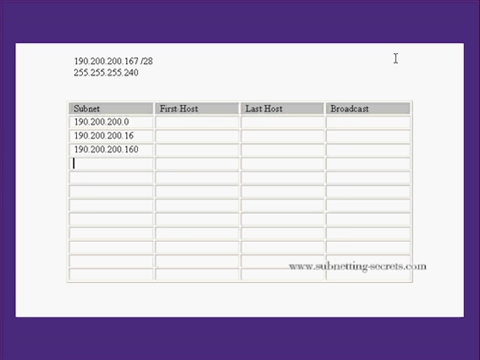 190.200.200.167 /28
255.255.255.240
Subnet First Host Last Host Broadcast
190.200.200.0
190.200.200.16
190.200.200.160
www.subnetting-secrets.com